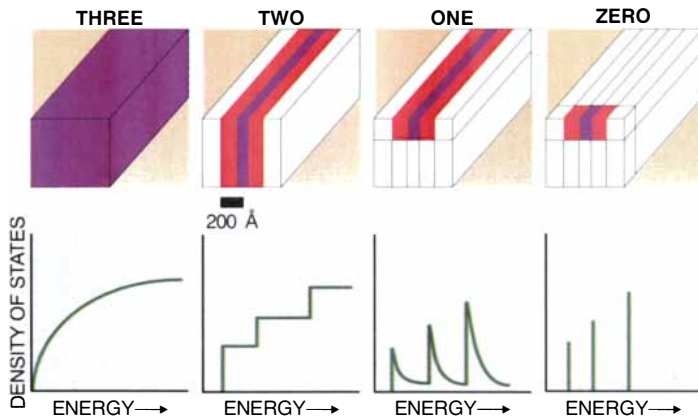 THREE
TWO
ONE
ZERO
200 Å
DENSITY OF STATES
ENERGY→
ENERGY→
ENERGY→
ENERGY→